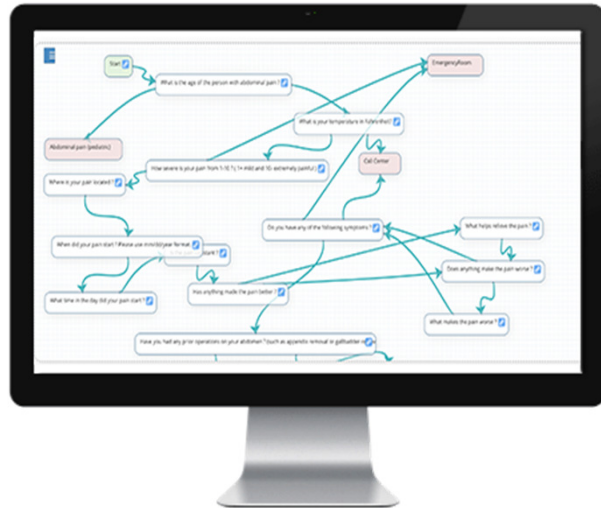 Start
EmergencyRoom
What is the age of the person with abdominal pain ?
What is your temperature in fahrenheit?
Abdominal pain (pediatric)
Call Center
How severe is your pain from 1-10 ? ( 1= mild and 10= extremely painful )
Where is your pain located ?
Do you have any of the following symptoms ?
What helps relieve the pain ?
When did your pain start ? Please use format
Does anything make the pain worse ?
Has anything made the pain better ?
What time in the day did your pain start ?
What makes the pain worse ?
Have you had any prior operations on your abdomen ? (such as appendix removal or gallbladder